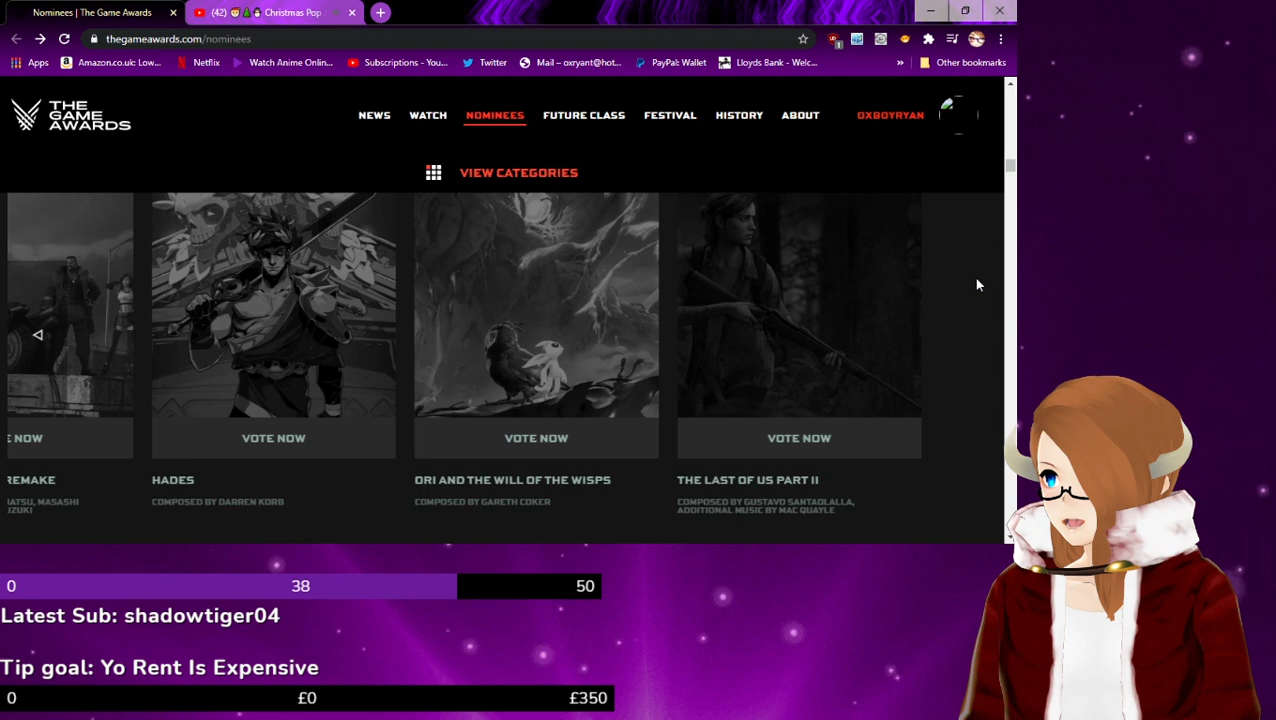 Nominees | The Game Awards
(42) Christmas Pop
thegameawards.com/nominees
Apps
Amazon.co.uk: Low...
Netflix
Watch Anime Onlin...
Subscriptions - You...
Twitter
Mail – oxryant@hot...
PayPal: Wallet
Lloyds Bank - Welc...
»
Other bookmarks
THE GAME AWARDS
NEWS
WATCH
NOMINEES
FUTURE CLASS
FESTIVAL
HISTORY
ABOUT
OXBOYRYAN
VIEW CATEGORIES
E NOW
VOTE NOW
VOTE NOW
VOTE NOW
REMAKE
HADES
ORI AND THE WILL OF THE WISPS
THE LAST OF US PART II
MATSU, MASASHI
UZUKI
COMPOSED BY DARREN KORB
COMPOSED BY GARETH COKER
COMPOSED BY GUSTAVO SANTAOLALLA,
ADDITIONAL MUSIC BY MAC QUAYLE
0 38 50
Latest Sub: shadowtiger04
Tip goal: Yo Rent Is Expensive
0 £0 £350